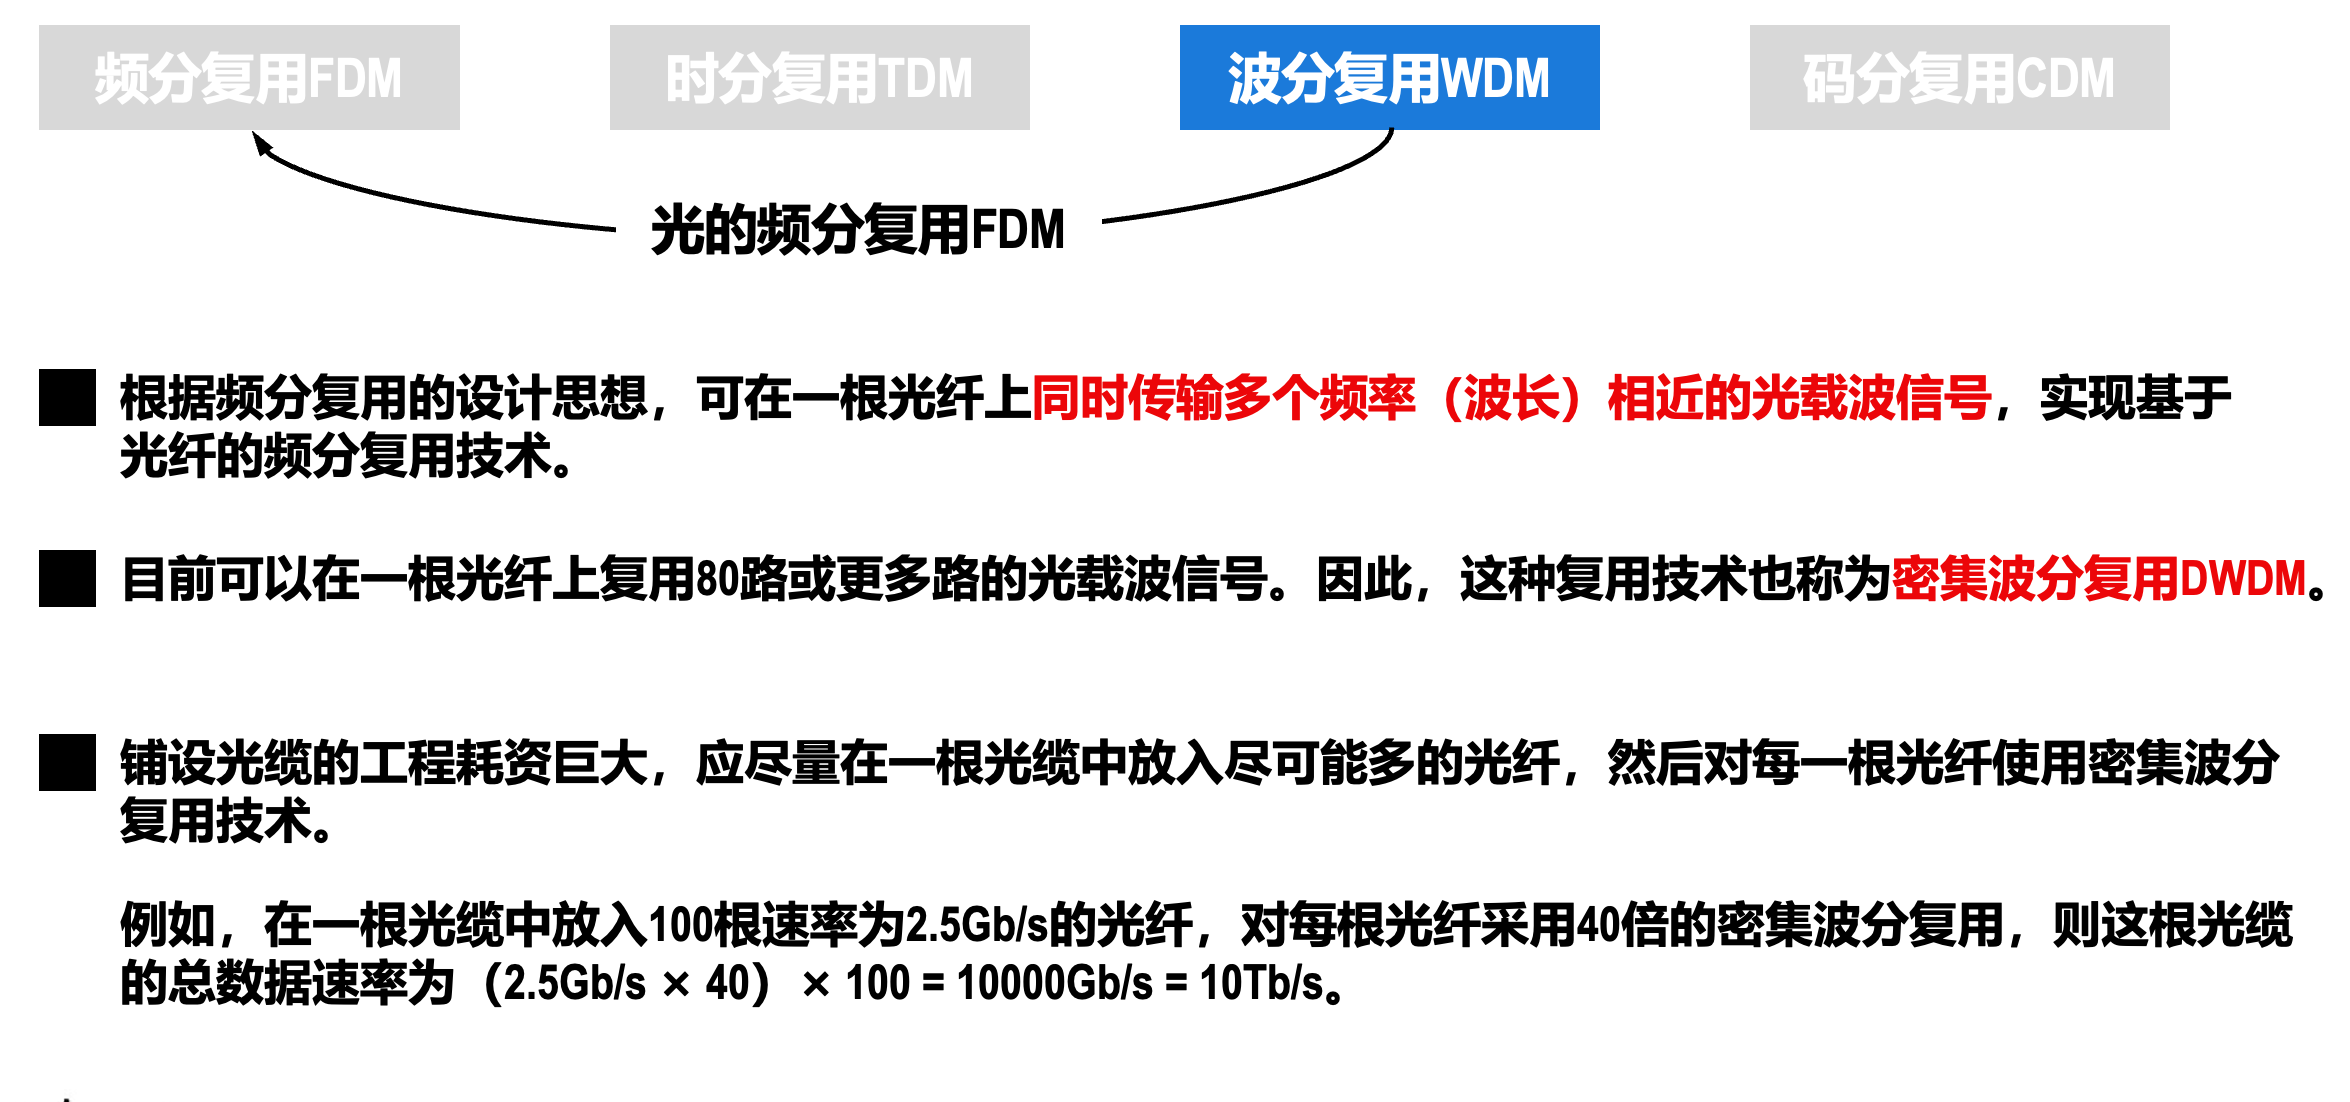 频分复用FDM
时分复用TDM
波分复用WDM
码分复用CDM
光的频分复用FDM
根据频分复用的设计思想，可在一根光纤上同时传输多个频率（波长）相近的光载波信号，实现基于
光纤的频分复用技术。
目前可以在一根光纤上复用80路或更多路的光载波信号。因此，这种复用技术也称为密集波分复用DWDM。
铺设光缆的工程耗资巨大，应尽量在一根光缆中放入尽可能多的光纤，然后对每一根光纤使用密集波分
复用技术。
例如，在一根光缆中放入100根速率为2.5Gb/s的光纤，对每根光纤采用40倍的密集波分复用，则这根光缆
的总数据速率为（2.5Gb/s × 40）× 100 = 10000Gb/s = 10Tb/s。